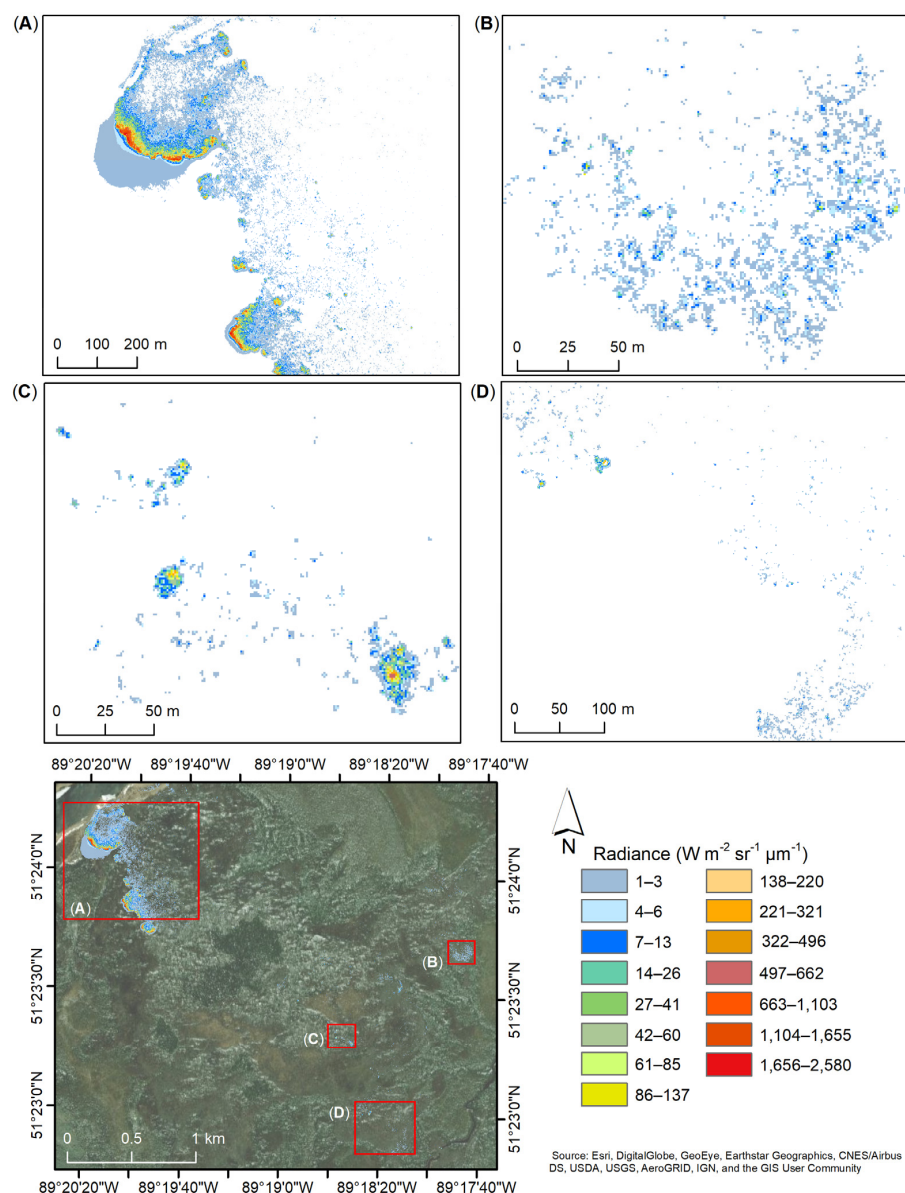 (A)
(B)
0 100 200 m
0 25 50 m
(C)
(D)
0 25 50 m
0 50 100 m
89°20'20"W 89°19'40"W 89°19'0"W 89°18'20"W 89°17'40"W
51°24'0"N
51°23'30"N
51°23'0"N
51°24'0"N
51°23'30"N
51°23'0"N
(A)
(B)
(C)
(D)
0 0.5 1 km
89°20'20"W 89°19'40"W 89°19'0"W 89°18'20"W 89°17'40"W
N
Radiance (W m⁻² sr⁻¹ µm⁻¹)
1–3
4–6
7–13
14–26
27–41
42–60
61–85
86–137
138–220
221–321
322–496
497–662
663–1,103
1,104–1,655
1,656–2,580
Source: Esri, DigitalGlobe, GeoEye, Earthstar Geographics, CNES/Airbus
DS, USDA, USGS, AeroGRID, IGN, and the GIS User Community